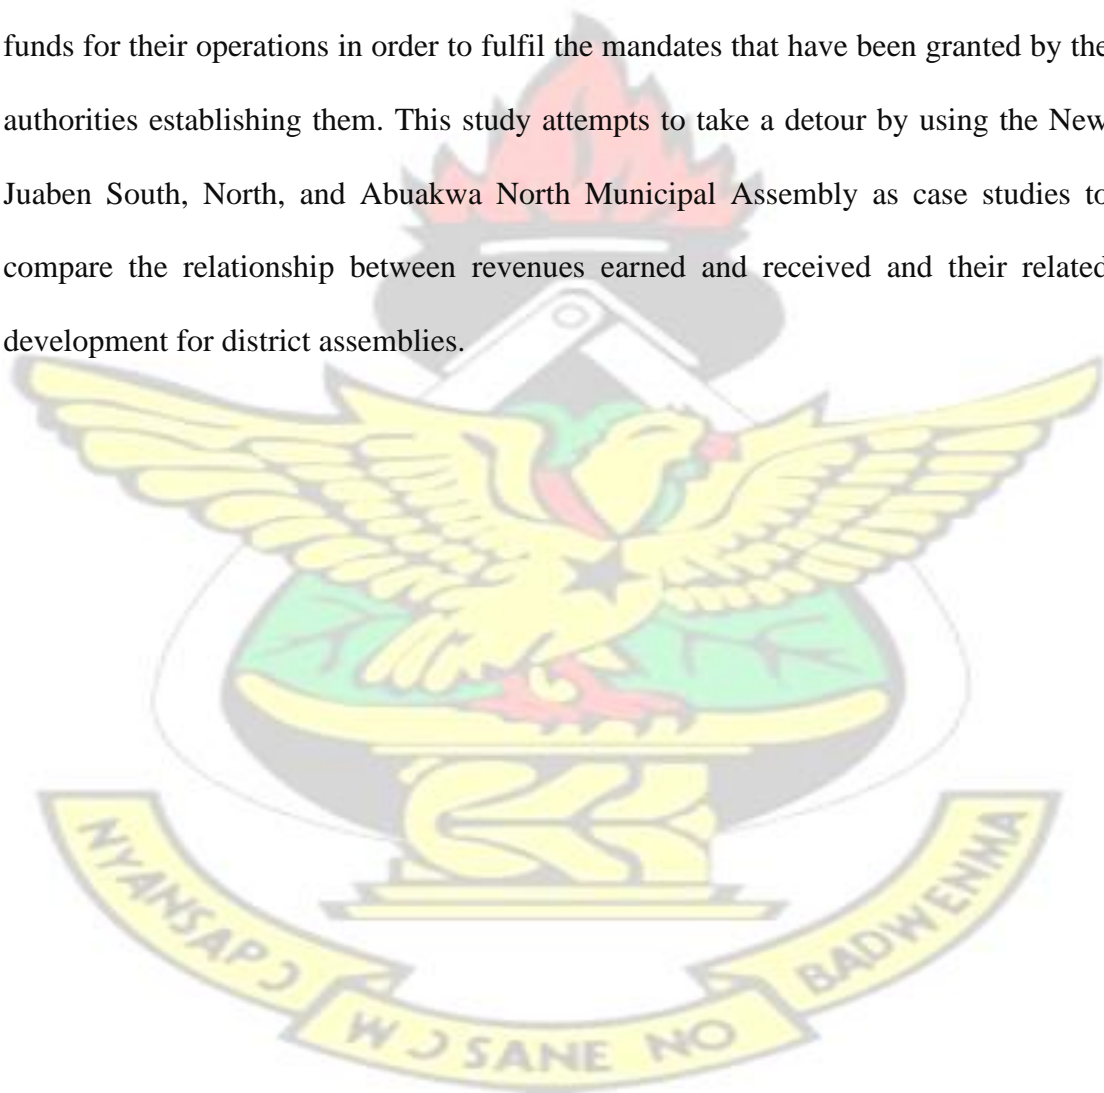 funds for their operations in order to fulfil the mandates that have been granted by the
authorities establishing them. This study attempts to take a detour by using the New
Juaben South, North, and Abuakwa North Municipal Assembly as case studies to
compare the relationship between revenues earned and received and their related
development for district assemblies.
NYANSAPƆ
WƆSANE NO
BADWENMA